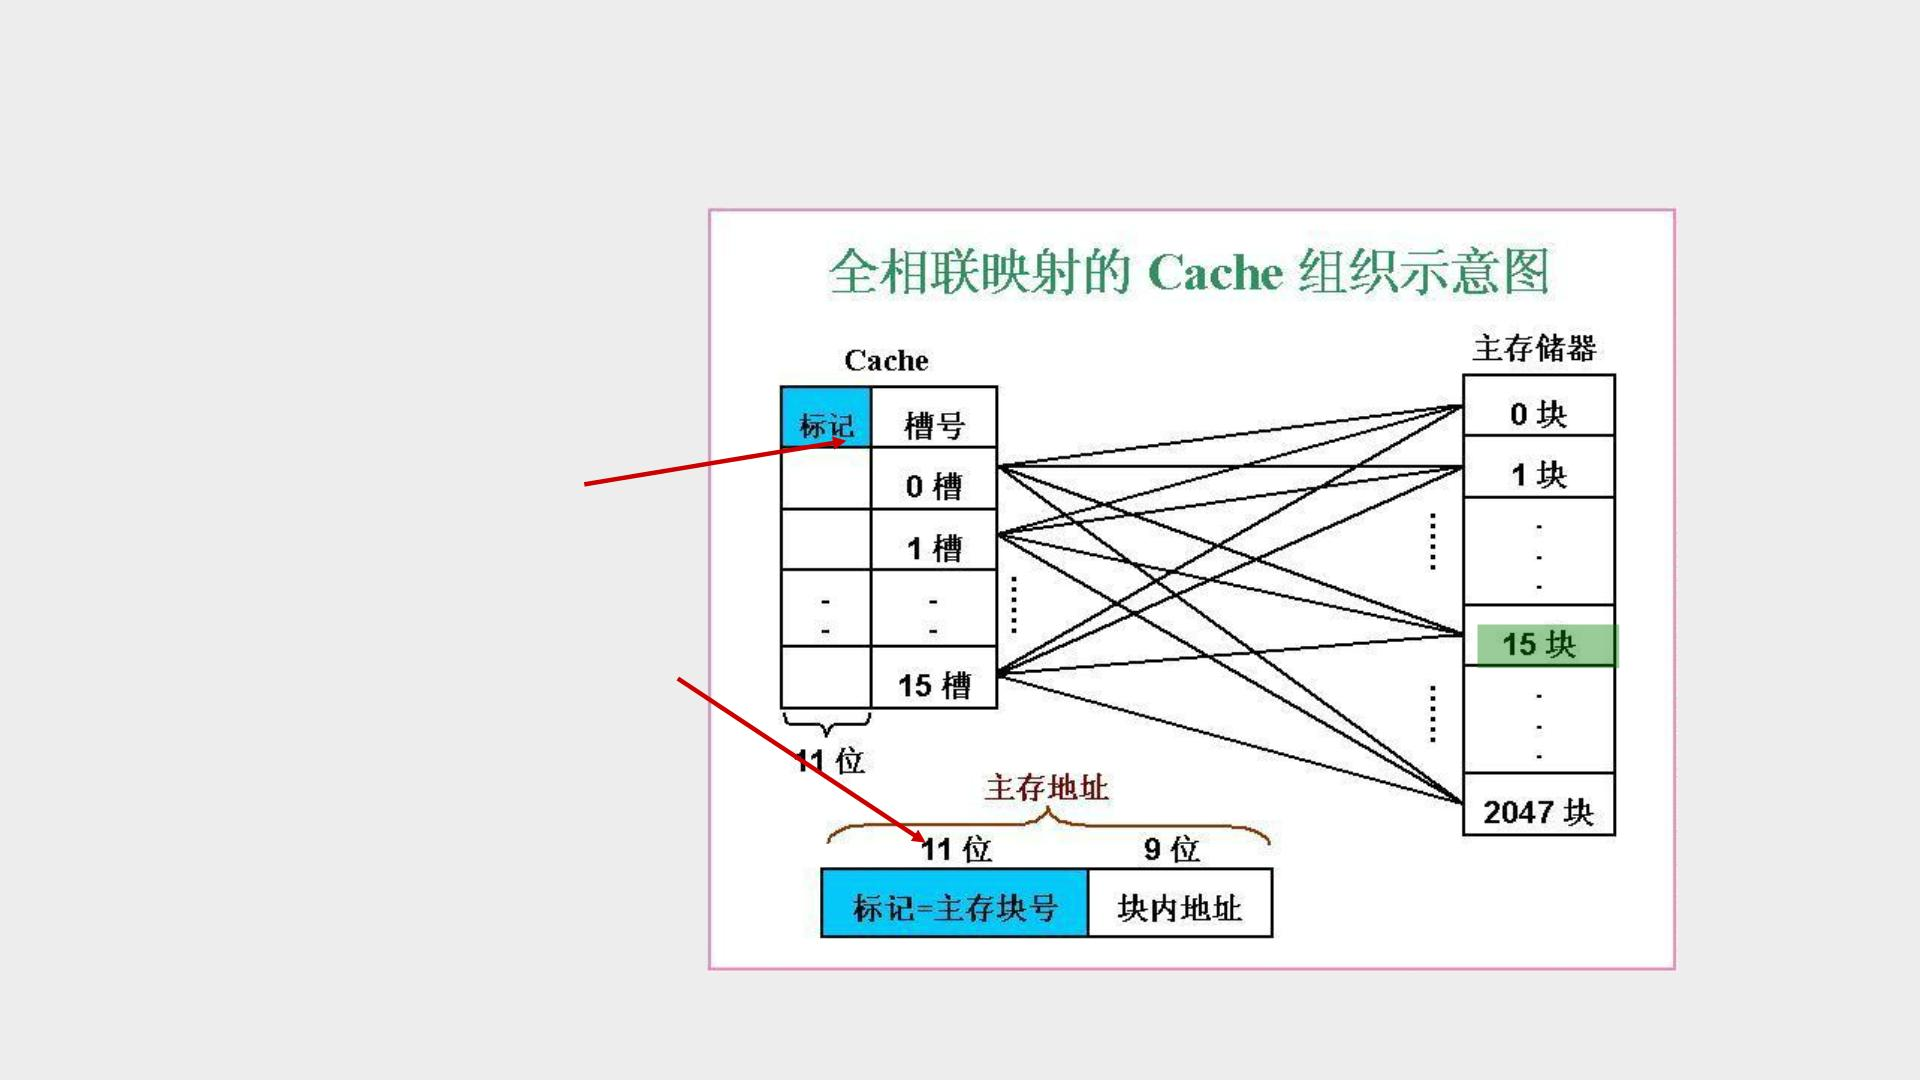 全相联映射的 Cache 组织示意图
Cache
标记 槽号
0 槽
1 槽
15 槽
11 位
主存储器
0 块
1 块
15 块
2047 块
主存地址
11 位 9 位
标记=主存块号 块内地址